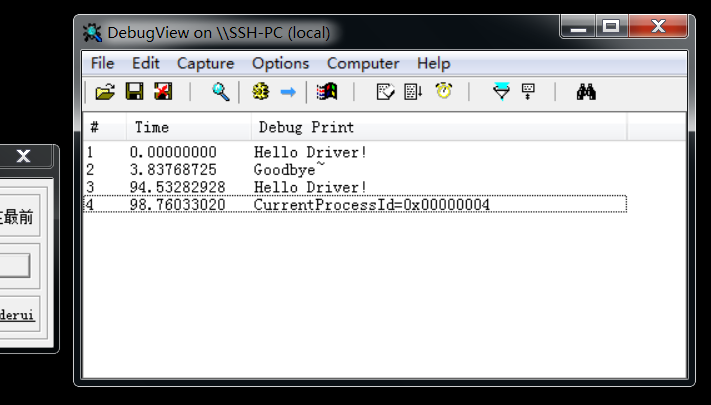 DebugView on \\SSH-PC (local)
File Edit Capture Options Computer Help
# Time Debug Print
1 0.00000000 Hello Driver!
2 3.83768725 Goodbye~
3 94.53282928 Hello Driver!
4 98.76033020 CurrentProcessId=0x00000004
最前
derui